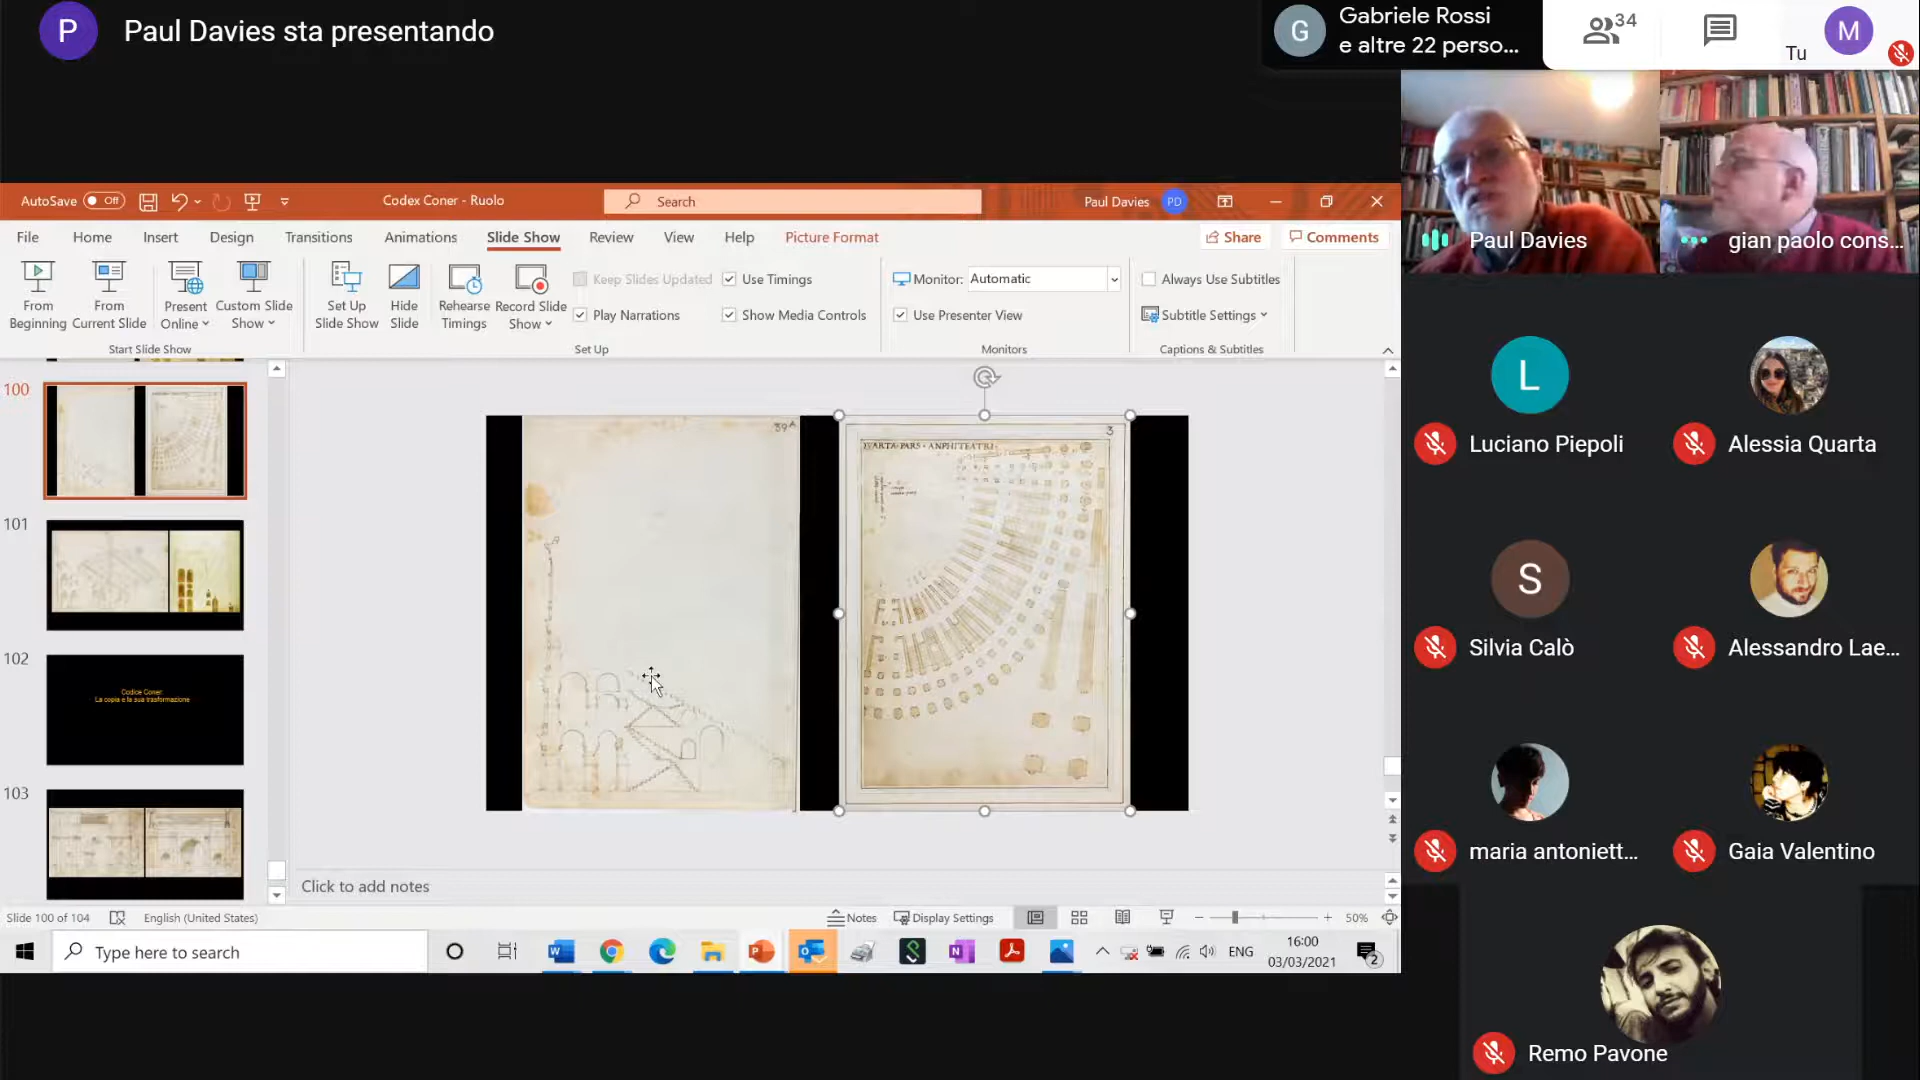 P Paul Davies sta presentando
G Gabriele Rossi
e altre 22 perso...
34
Tu M
AutoSave Off Codex Coner - Ruolo Search Paul Davies PD
File Home Insert Design Transitions Animations Slide Show Review View Help Picture Format Share Comments
From Beginning
From Current Slide
Present Online
Custom Slide Show
Start Slide Show
Set Up Slide Show
Hide Slide
Rehearse Timings
Record Slide Show
Keep Slides Updated
Play Narrations
Use Timings
Show Media Controls
Set Up
Monitor: Automatic
Use Presenter View
Monitors
Always Use Subtitles
Subtitle Settings
Captions & Subtitles
100
101
102
Codice Coner:
La copia e la sua trasformazione
103
39A
3
PARS · ANPHITEATRI
Click to add notes
Slide 100 of 104 English (United States) Notes Display Settings 50%
Type here to search
ENG
16:00
03/03/2021
2
Paul Davies
gian paolo cons...
L
Luciano Piepoli
Alessia Quarta
S
Silvia Calò
Alessandro Lae...
maria antoniett...
Gaia Valentino
Remo Pavone